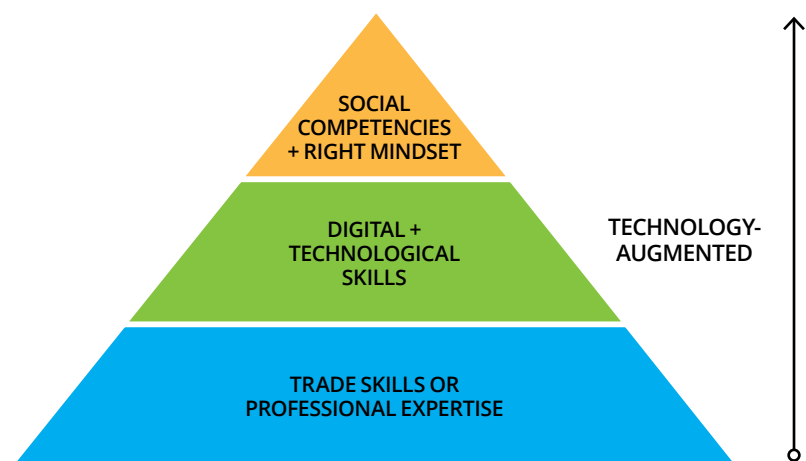 SOCIAL
COMPETENCIES
+ RIGHT MINDSET
DIGITAL +
TECHNOLOGICAL
SKILLS
TECHNOLOGY-
AUGMENTED
TRADE SKILLS OR
PROFESSIONAL EXPERTISE